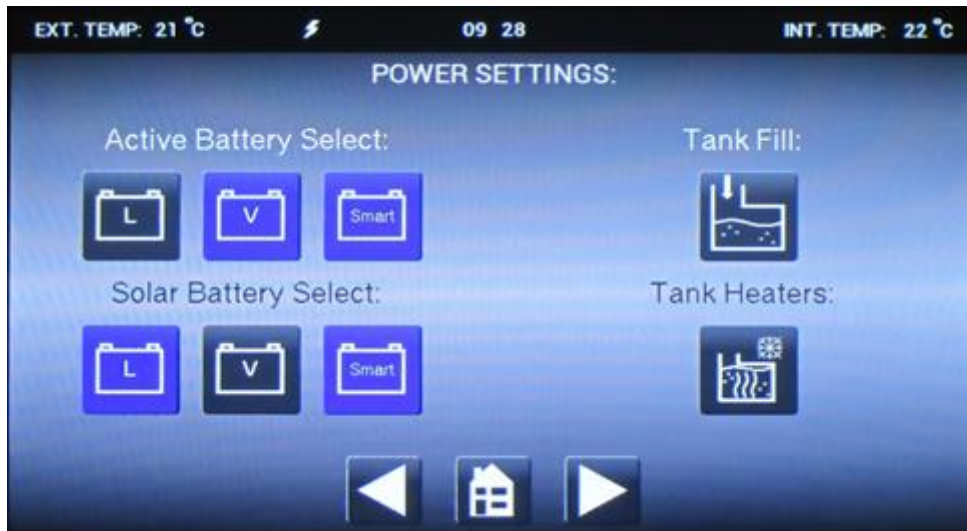 EXT. TEMP: 21 °C 09 28 INT. TEMP: 22 °C
POWER SETTINGS:
Active Battery Select: Tank Fill:
L V Smart
Solar Battery Select: Tank Heaters:
L V Smart